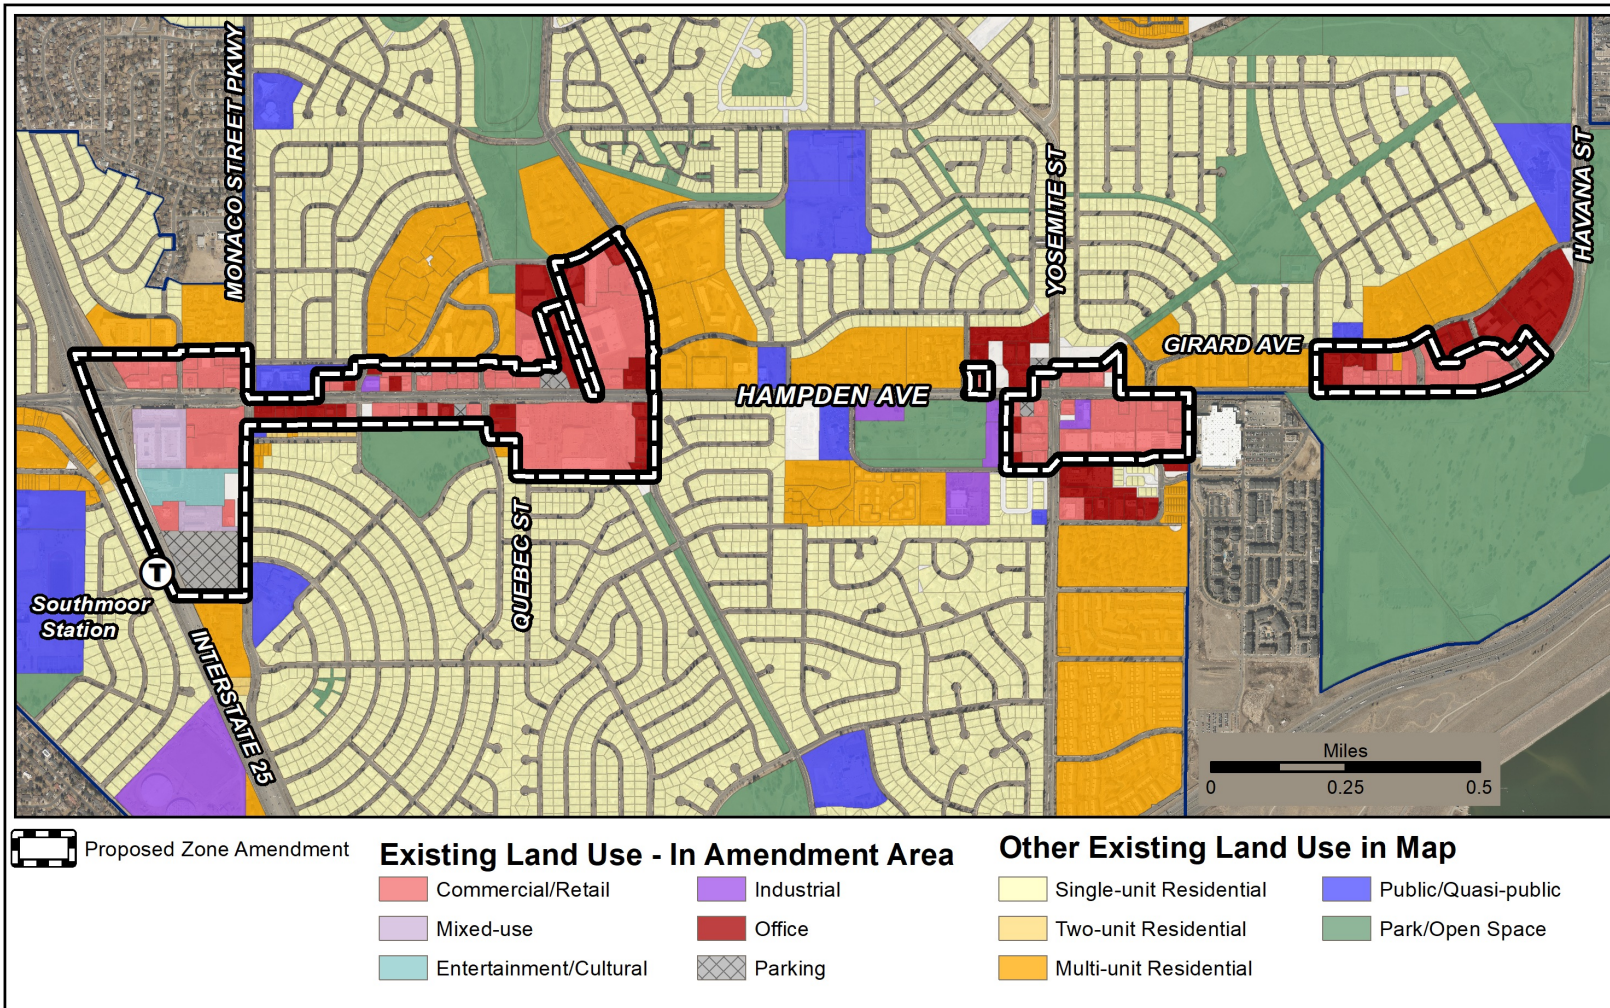 MONACO STREET PKWY
YOSEMITE ST
HAVANA ST
GIRARD AVE
HAMPDEN AVE
QUEBEC ST
T
Southmoor
Station
INTERSTATE 25
Miles
0 0.25 0.5
Proposed Zone Amendment
Existing Land Use - In Amendment Area
Commercial/Retail
Mixed-use
Entertainment/Cultural
Industrial
Office
Parking
Other Existing Land Use in Map
Single-unit Residential
Two-unit Residential
Multi-unit Residential
Public/Quasi-public
Park/Open Space